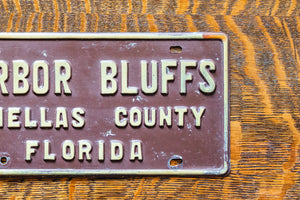 RBOR BLUFFS
ELLAS COUNTY
FLORIDA